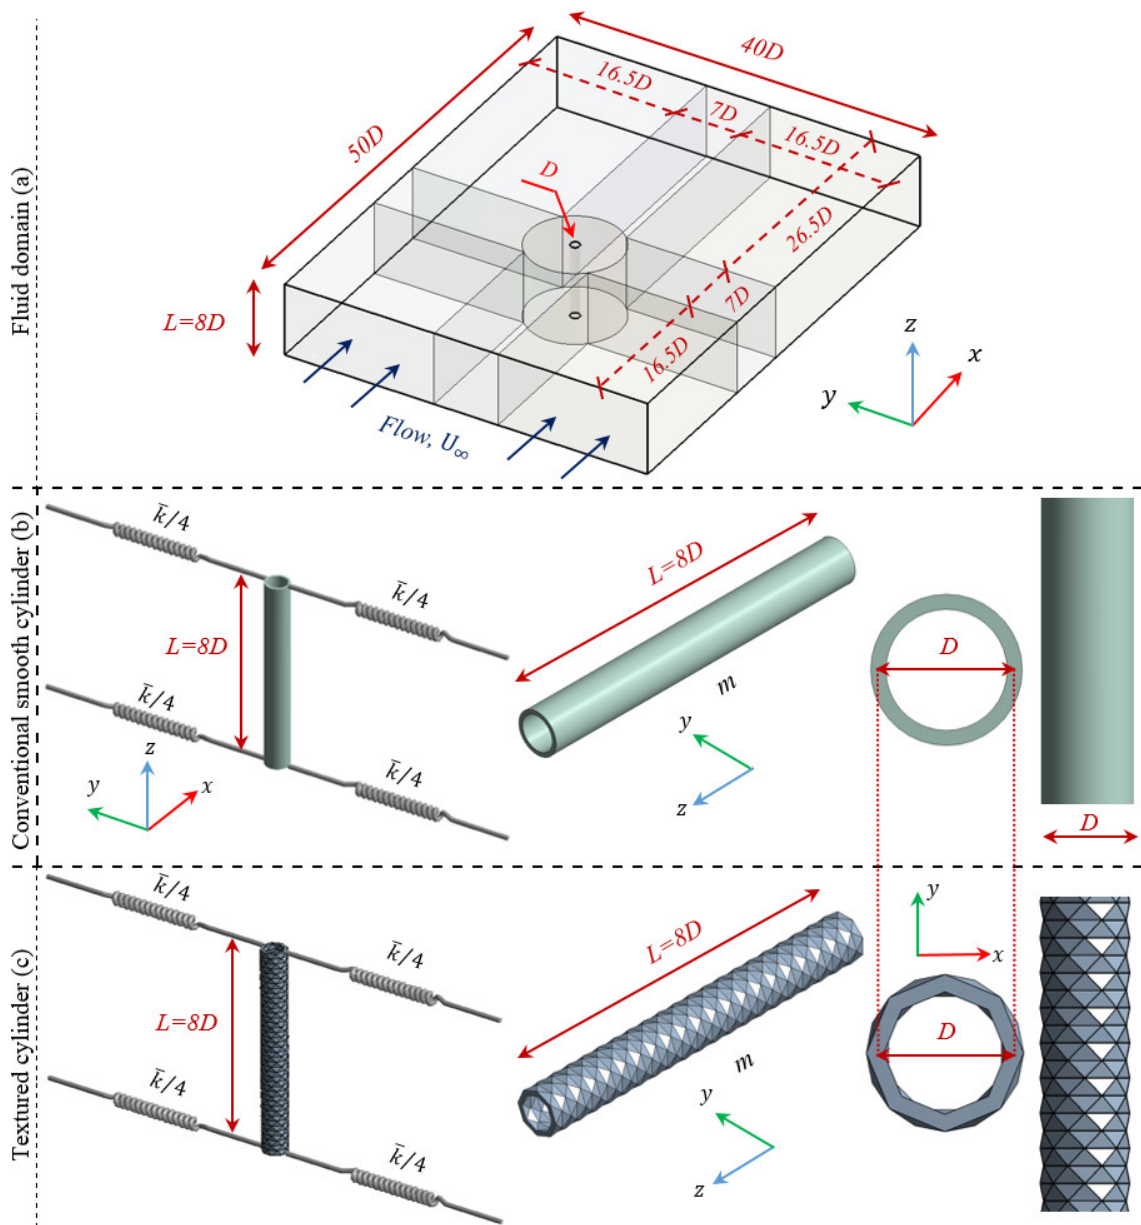 Fluid domain (a)
40D
50D
16.5D
7D
16.5D
D
26.5D
7D
16.5D
L=8D
Flow, U∞
z
x
y
Conventional smooth cylinder (b)
k̅/4
k̅/4
L=8D
k̅/4
k̅/4
z
y
x
L=8D
m
y
z
D
D
Textured cylinder (c)
k̅/4
k̅/4
L=8D
k̅/4
k̅/4
L=8D
m
y
z
y
x
D